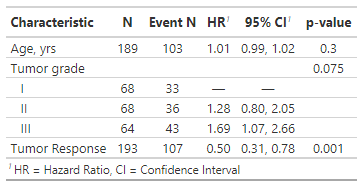 Characteristic N Event N HR¹ 95% CI¹ p-value
Age, yrs 189 103 1.01 0.99, 1.02 0.3
Tumor grade 0.075
I 68 33 — —
II 68 36 1.28 0.80, 2.05
III 64 43 1.69 1.07, 2.66
Tumor Response 193 107 0.50 0.31, 0.78 0.001
¹ HR = Hazard Ratio, CI = Confidence Interval